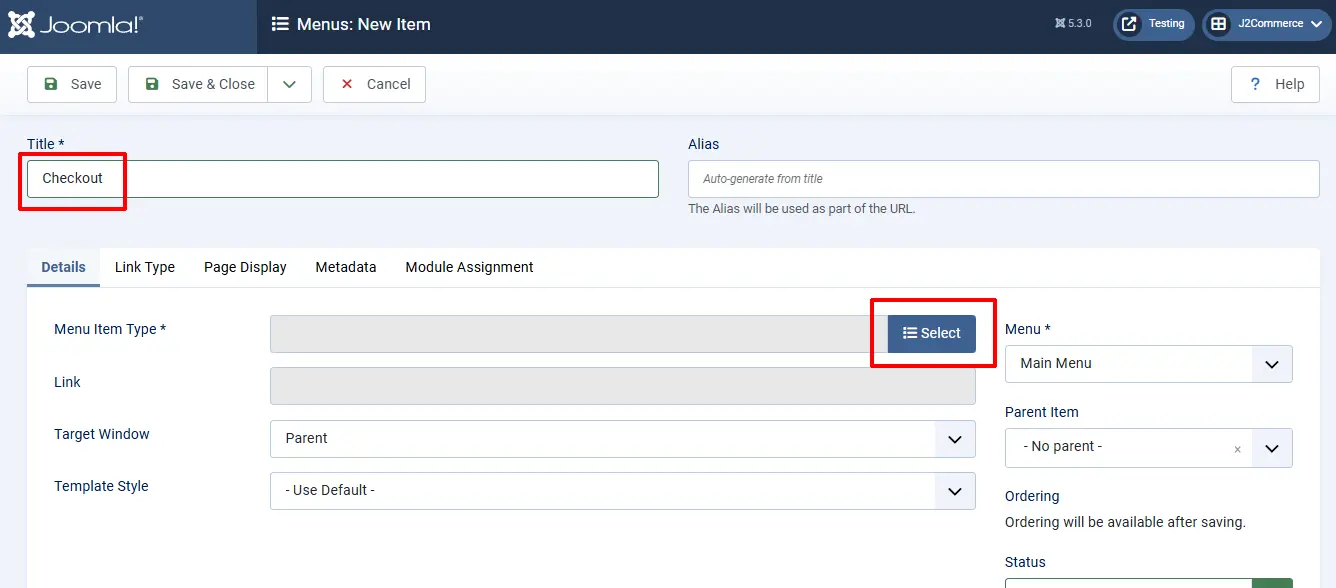 Joomla!® Menus: New Item 5.3.0 Testing J2Commerce
Save Save & Close Cancel ? Help
Title * Alias
Checkout Auto-generate from title
The Alias will be used as part of the URL.
Details Link Type Page Display Metadata Module Assignment
Menu Item Type * Select Menu *
Main Menu
Link
Parent Item
Target Window Parent - No parent - ×
Template Style - Use Default - Ordering
Ordering will be available after saving.
Status